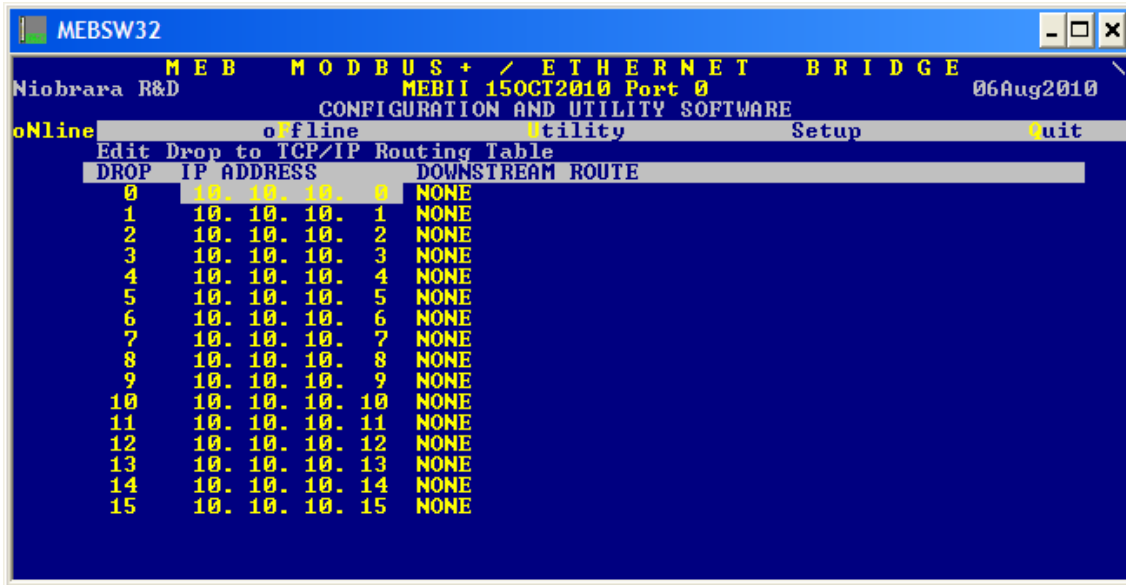 MEBSW32
M E B M O D B U S + / E T H E R N E T B R I D G E \
Niobrara R&D MEBII 15OCT2010 Port 0 06Aug2010
CONFIGURATION AND UTILITY SOFTWARE
oNline oFfline Utility Setup Quit
Edit Drop to TCP/IP Routing Table
DROP IP ADDRESS DOWNSTREAM ROUTE
0 10. 10. 10. 0 NONE
1 10. 10. 10. 1 NONE
2 10. 10. 10. 2 NONE
3 10. 10. 10. 3 NONE
4 10. 10. 10. 4 NONE
5 10. 10. 10. 5 NONE
6 10. 10. 10. 6 NONE
7 10. 10. 10. 7 NONE
8 10. 10. 10. 8 NONE
9 10. 10. 10. 9 NONE
10 10. 10. 10. 10 NONE
11 10. 10. 10. 11 NONE
12 10. 10. 10. 12 NONE
13 10. 10. 10. 13 NONE
14 10. 10. 10. 14 NONE
15 10. 10. 10. 15 NONE